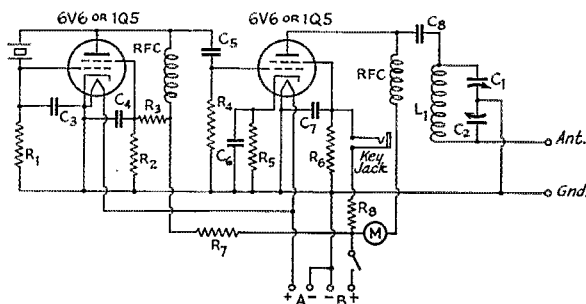 6V6 OR 1Q5
6V6 OR 1Q5
C8
C5
RFC
RFC
C1
C3
C4
R3
R4
C7
L1
C2
Ant.
R1
R2
C6
R5
R6
Key
Jack
Gnd.
R8
R7
M
+ A - - B +